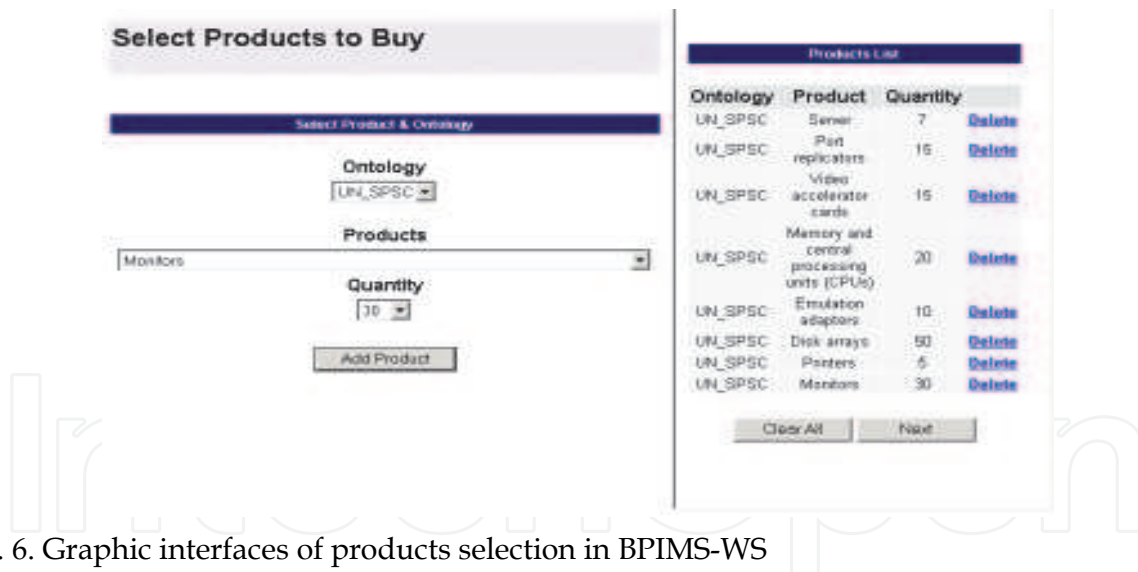 Select Products to Buy
Select Product & Ontology
Ontology
UN_SPSC
Products
Monitors
Quantity
30
Add Product
Products List
Ontology Product Quantity
UN_SPSC Server 7 Delete
UN_SPSC Port replicators 15 Delete
UN_SPSC Video accelerator cards 15 Delete
UN_SPSC Memory and central processing units (CPUs) 20 Delete
UN_SPSC Emulation adapters 10 Delete
UN_SPSC Disk arrays 50 Delete
UN_SPSC 5 Delete
UN_SPSC Monitors 30 Delete
Clear All Next
. 6. Graphic interfaces of products selection in BPIMS-WS